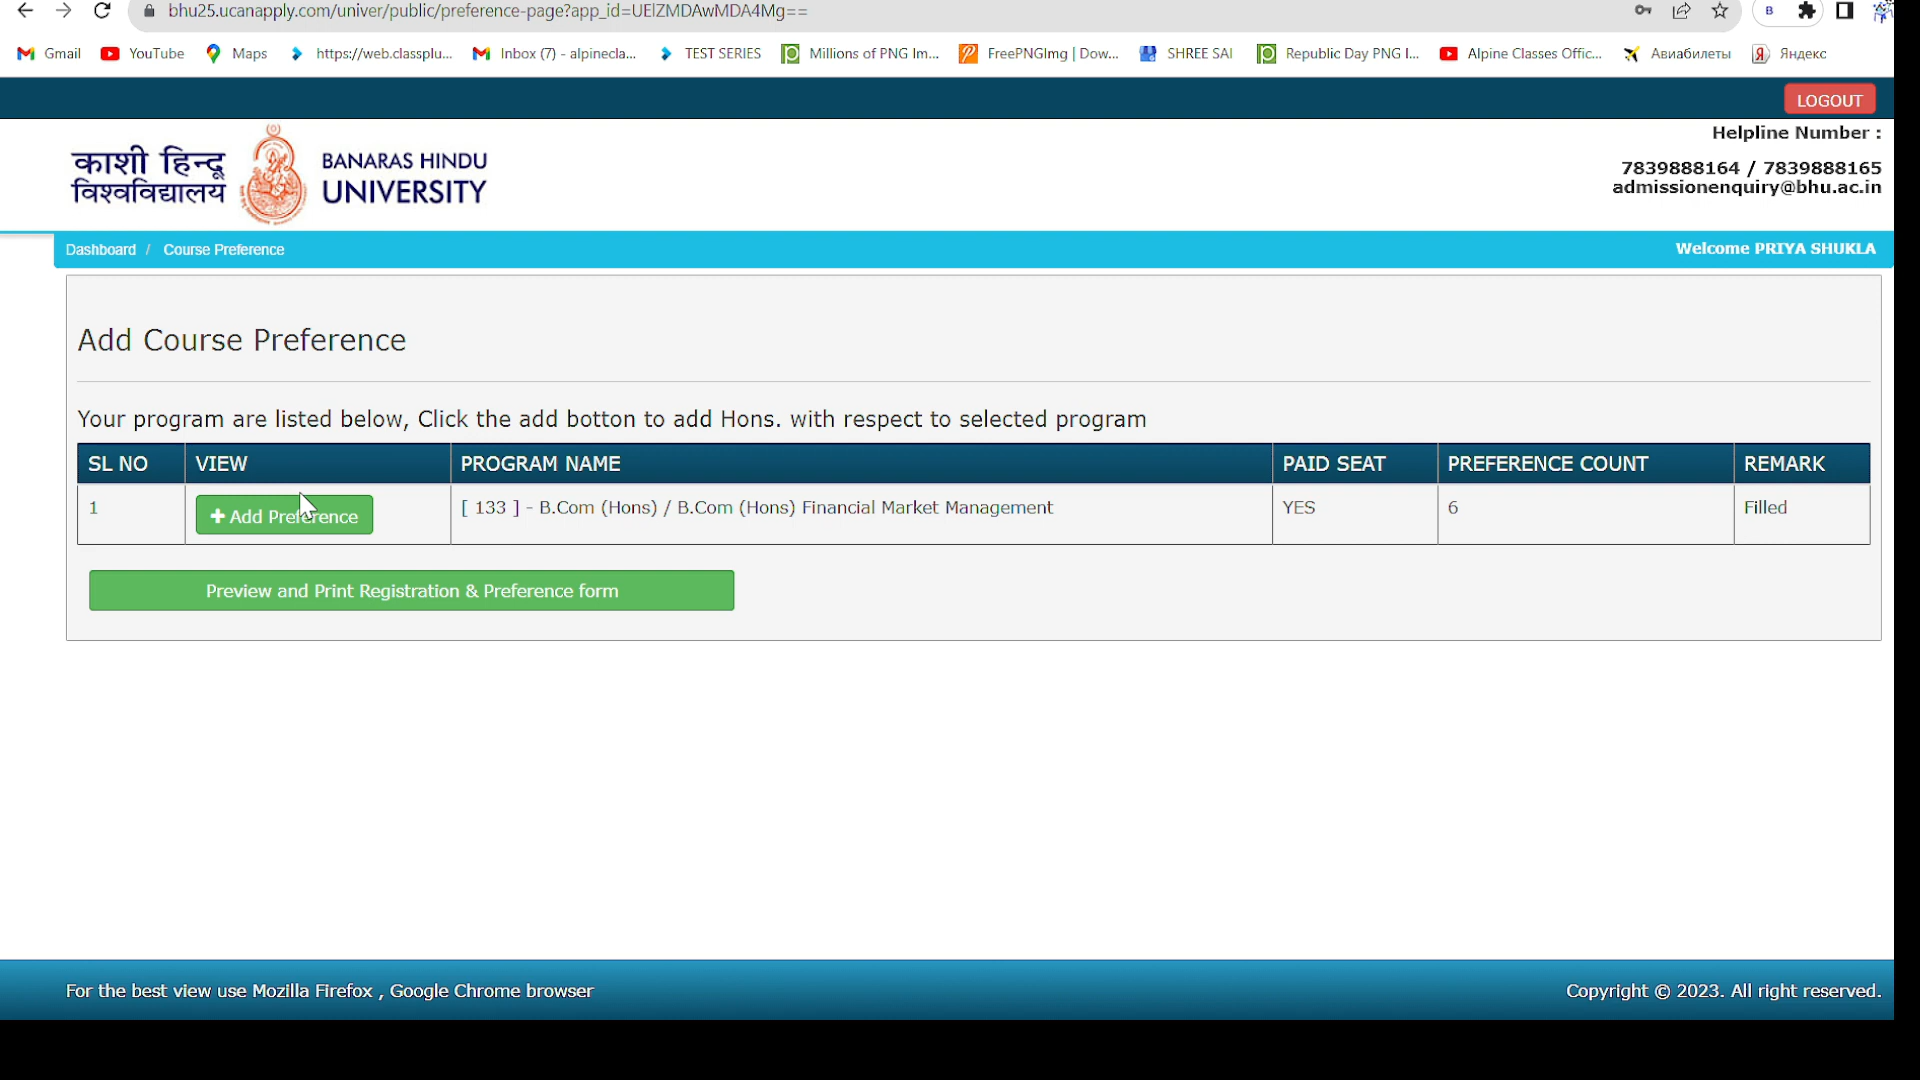 bhu25.ucanapply.com/univer/public/preference-page?app_id=UElZMDAwMDA4Mg==
B
Gmail YouTube Maps https://web.classplu... Inbox (7) - alpinecla... TEST SERIES Millions of PNG Im... FreePNGImg | Dow... SHREE SAI Republic Day PNG I... Alpine Classes Offic... Авиабилеты Яндекс
LOGOUT
Helpline Number :
7839888164 / 7839888165
admissionenquiry@bhu.ac.in
काशी हिन्दू
विश्वविद्यालय
BANARAS HINDU
UNIVERSITY
Dashboard / Course Preference
Welcome PRIYA SHUKLA
Add Course Preference
Your program are listed below, Click the add botton to add Hons. with respect to selected program
SL NO VIEW PROGRAM NAME PAID SEAT PREFERENCE COUNT REMARK
1 + Add Preference [ 133 ] - B.Com (Hons) / B.Com (Hons) Financial Market Management YES 6 Filled
Preview and Print Registration & Preference form
For the best view use Mozilla Firefox , Google Chrome browser
Copyright © 2023. All right reserved.